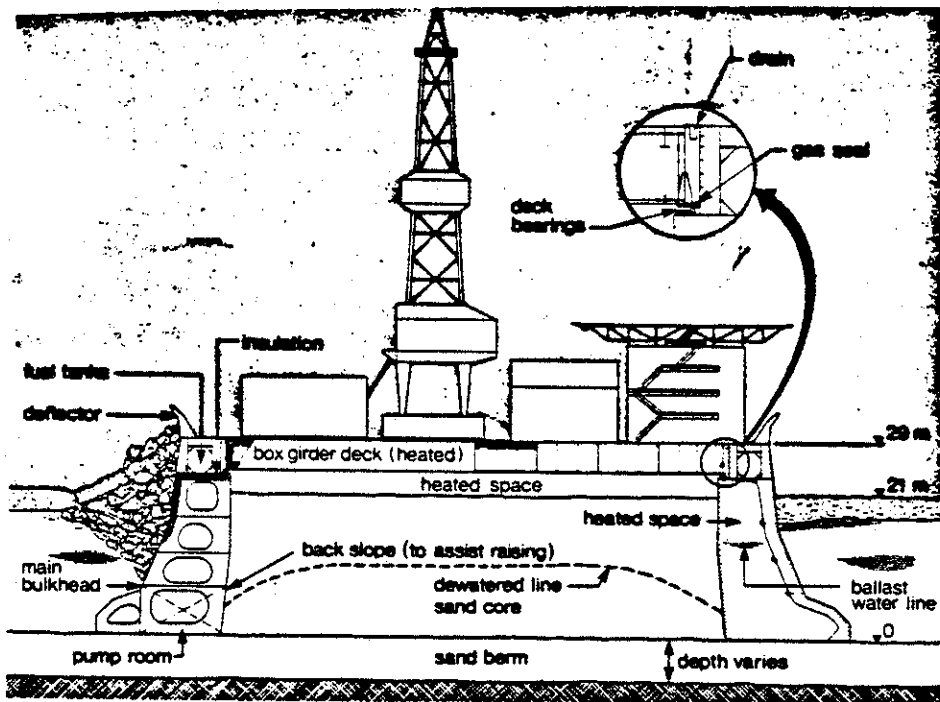 drain
gas seal
deck
bearings
insulation
fuel tanks
deflector
29 m
box girder deck (heated)
heated space
21 m
heated space
back slope (to assist raising)
main
bulkhead
dewatered line
sand core
ballast
water line
0
pump room
sand berm
depth varies